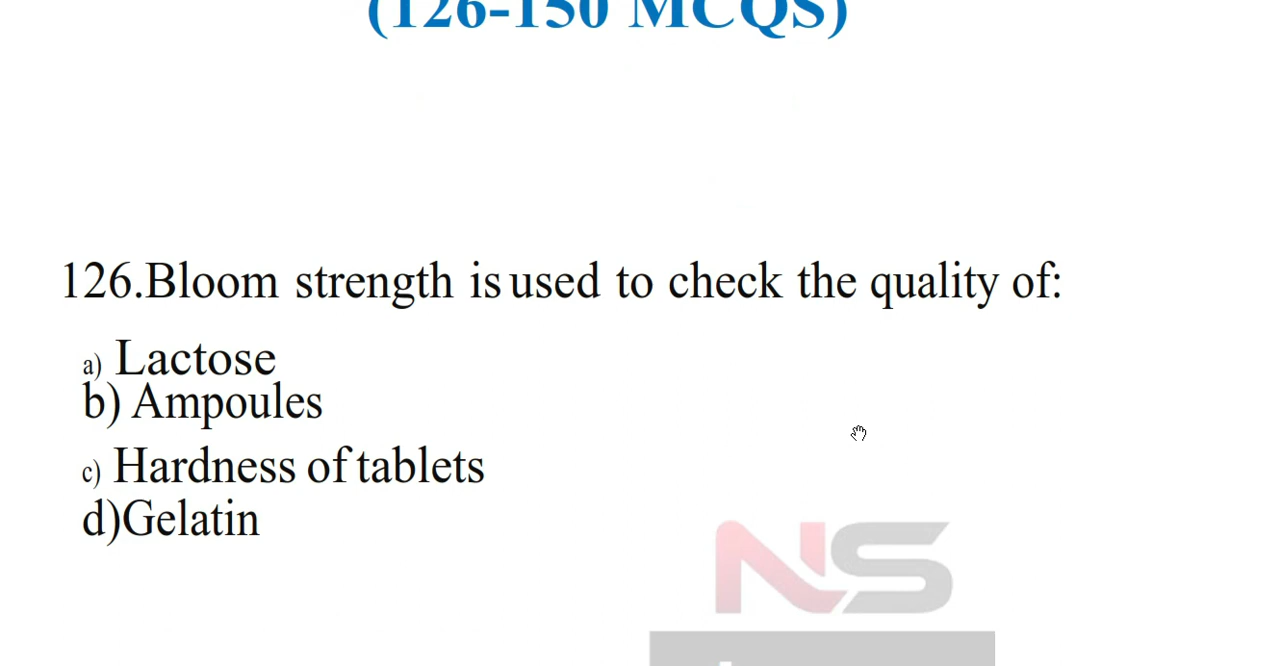 (126-150 MCQS)
126.Bloom strength is used to check the quality of:
a) Lactose
b) Ampoules
c) Hardness of tablets
d)Gelatin
NS